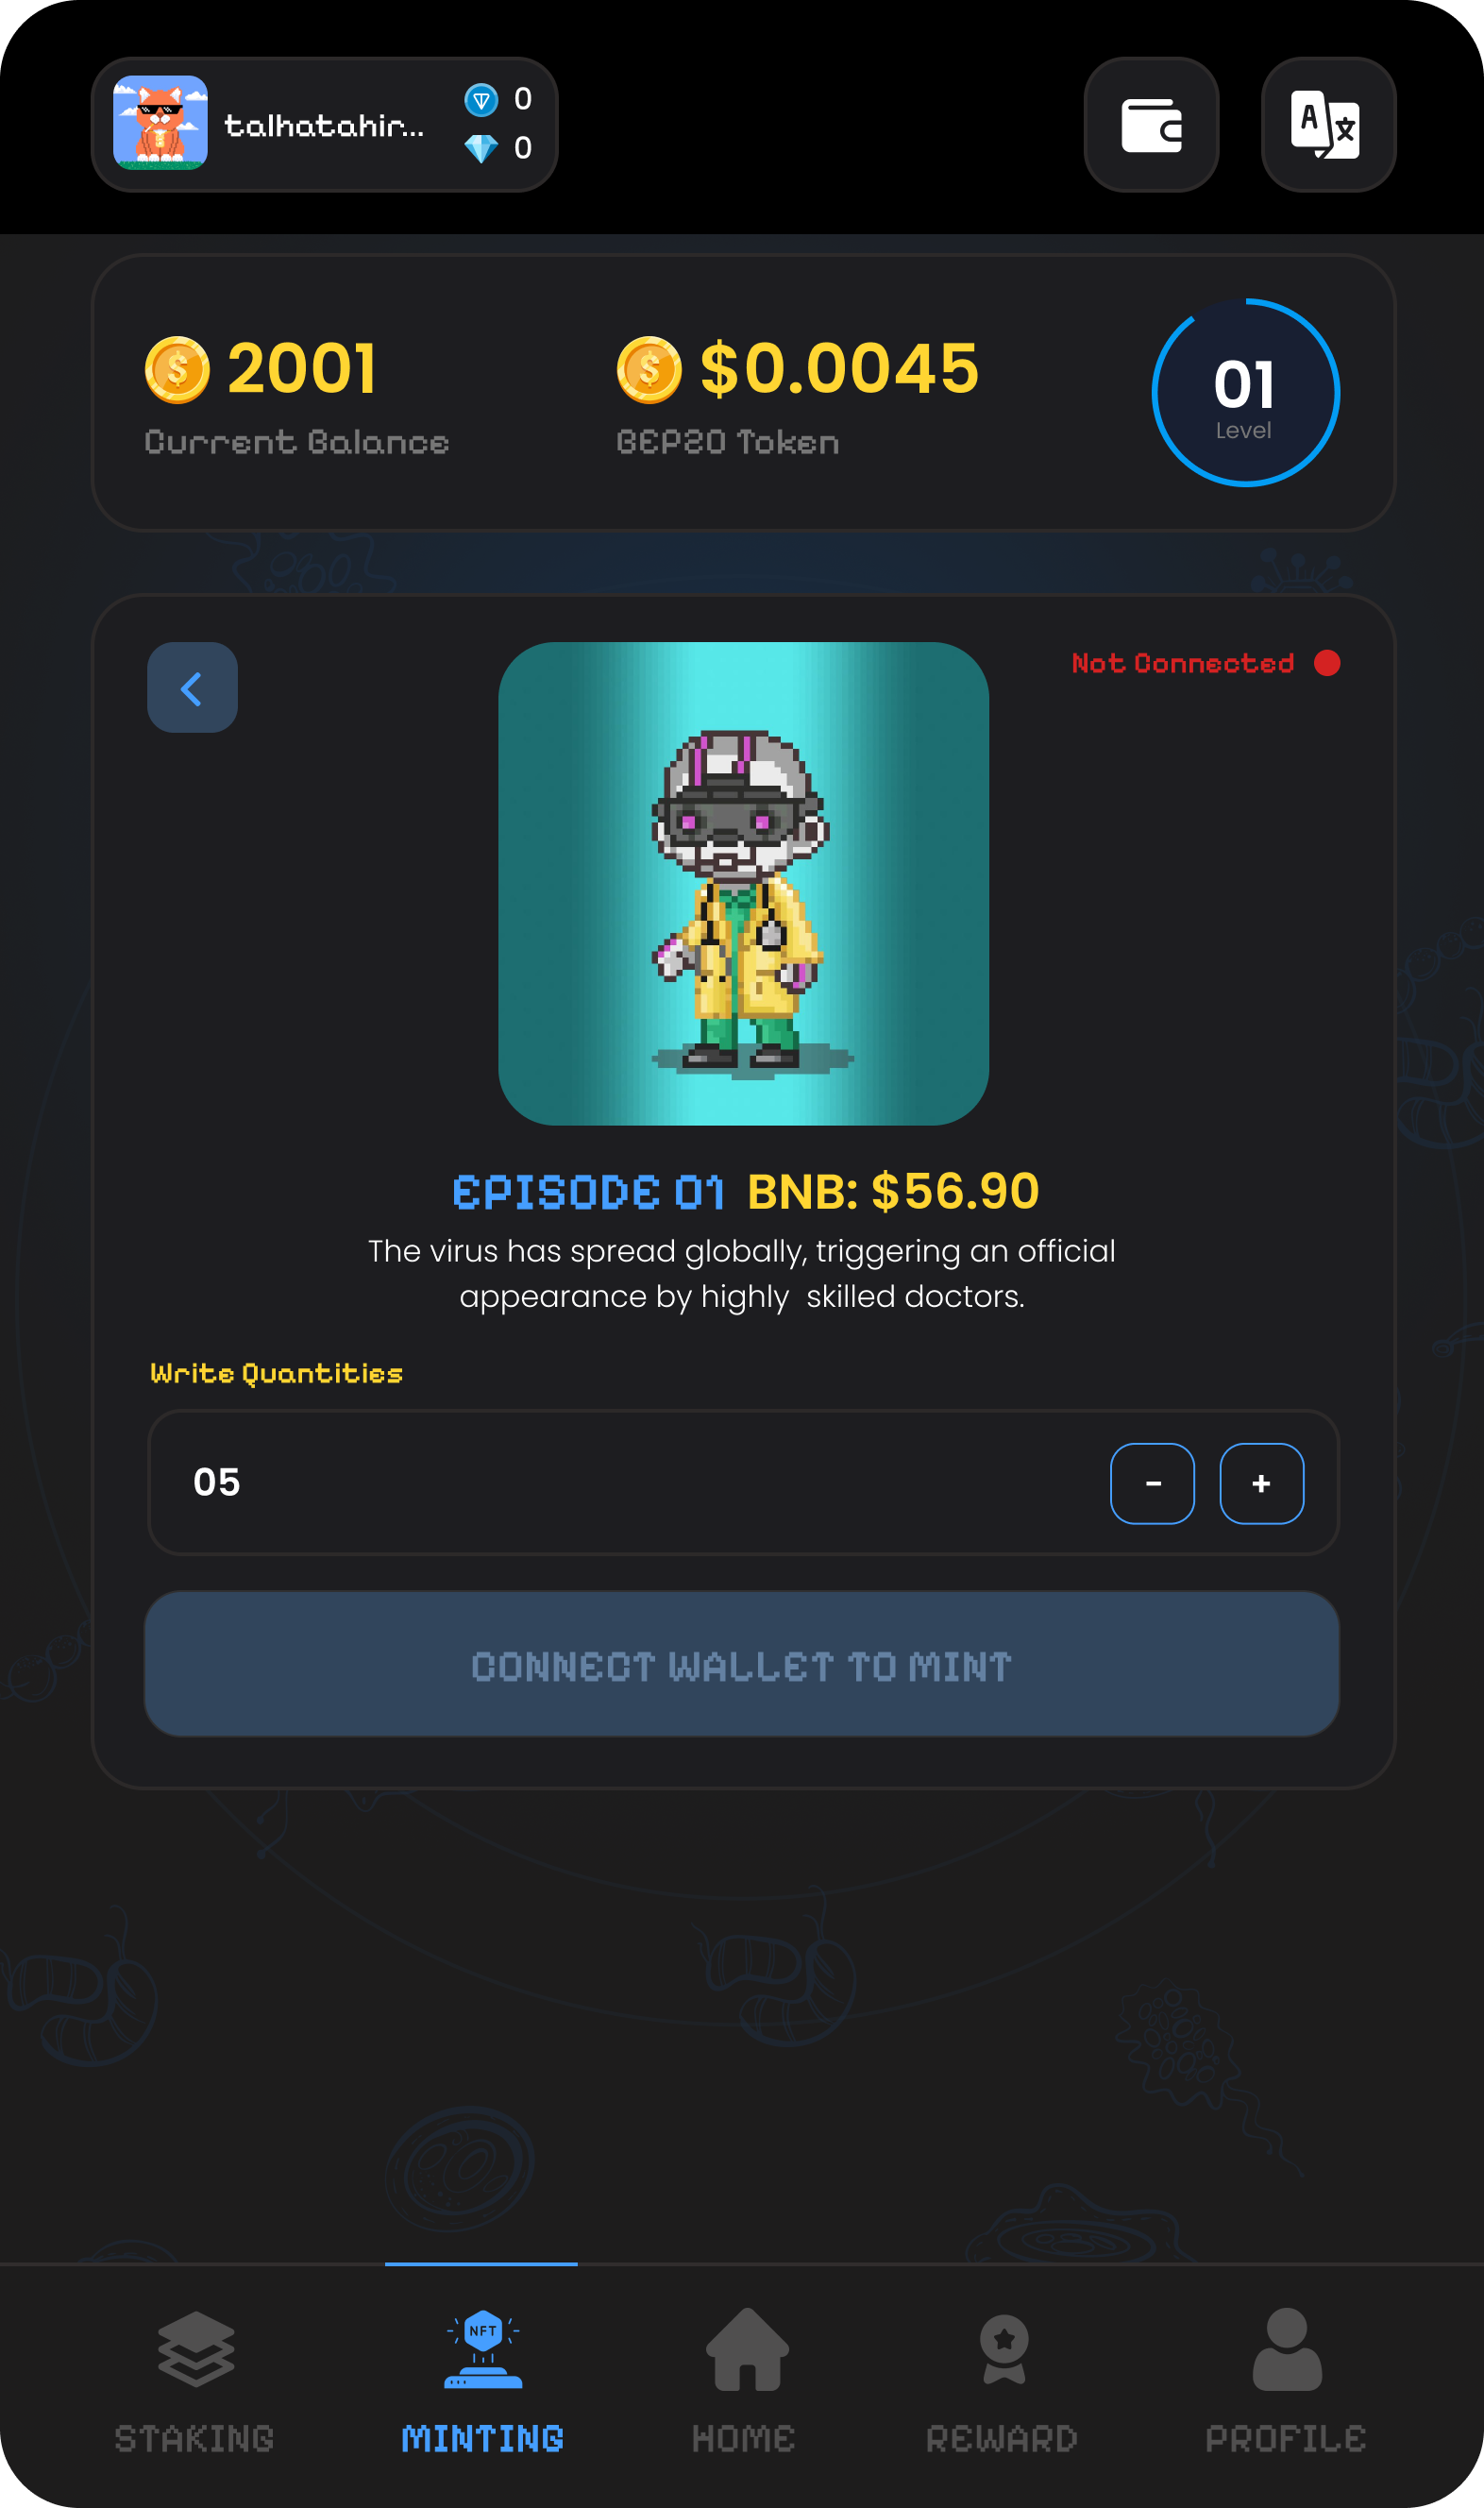 talhatahir...
0
0
A 文
2001
Current Balance
$0.0045
BEP20 Token
01
Level
Not Connected
EPISODE 01 BNB: $56.90
The virus has spread globally, triggering an official
appearance by highly skilled doctors.
Write Quantities
05
-
+
CONNECT WALLET TO MINT
NFT
STAKING
MINTING
HOME
REWARD
PROFILE